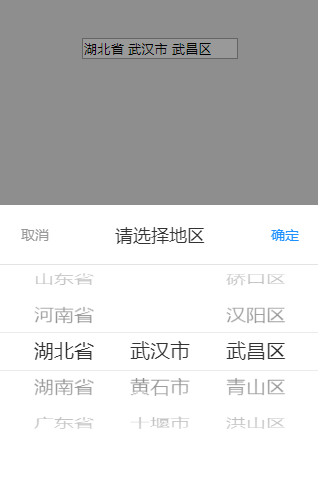 湖北省 武汉市 武昌区
取消 请选择地区 确定
山东省 硚口区
河南省 汉阳区
湖北省 武汉市 武昌区
湖南省 黄石市 青山区
广东省 十堰市 洪山区